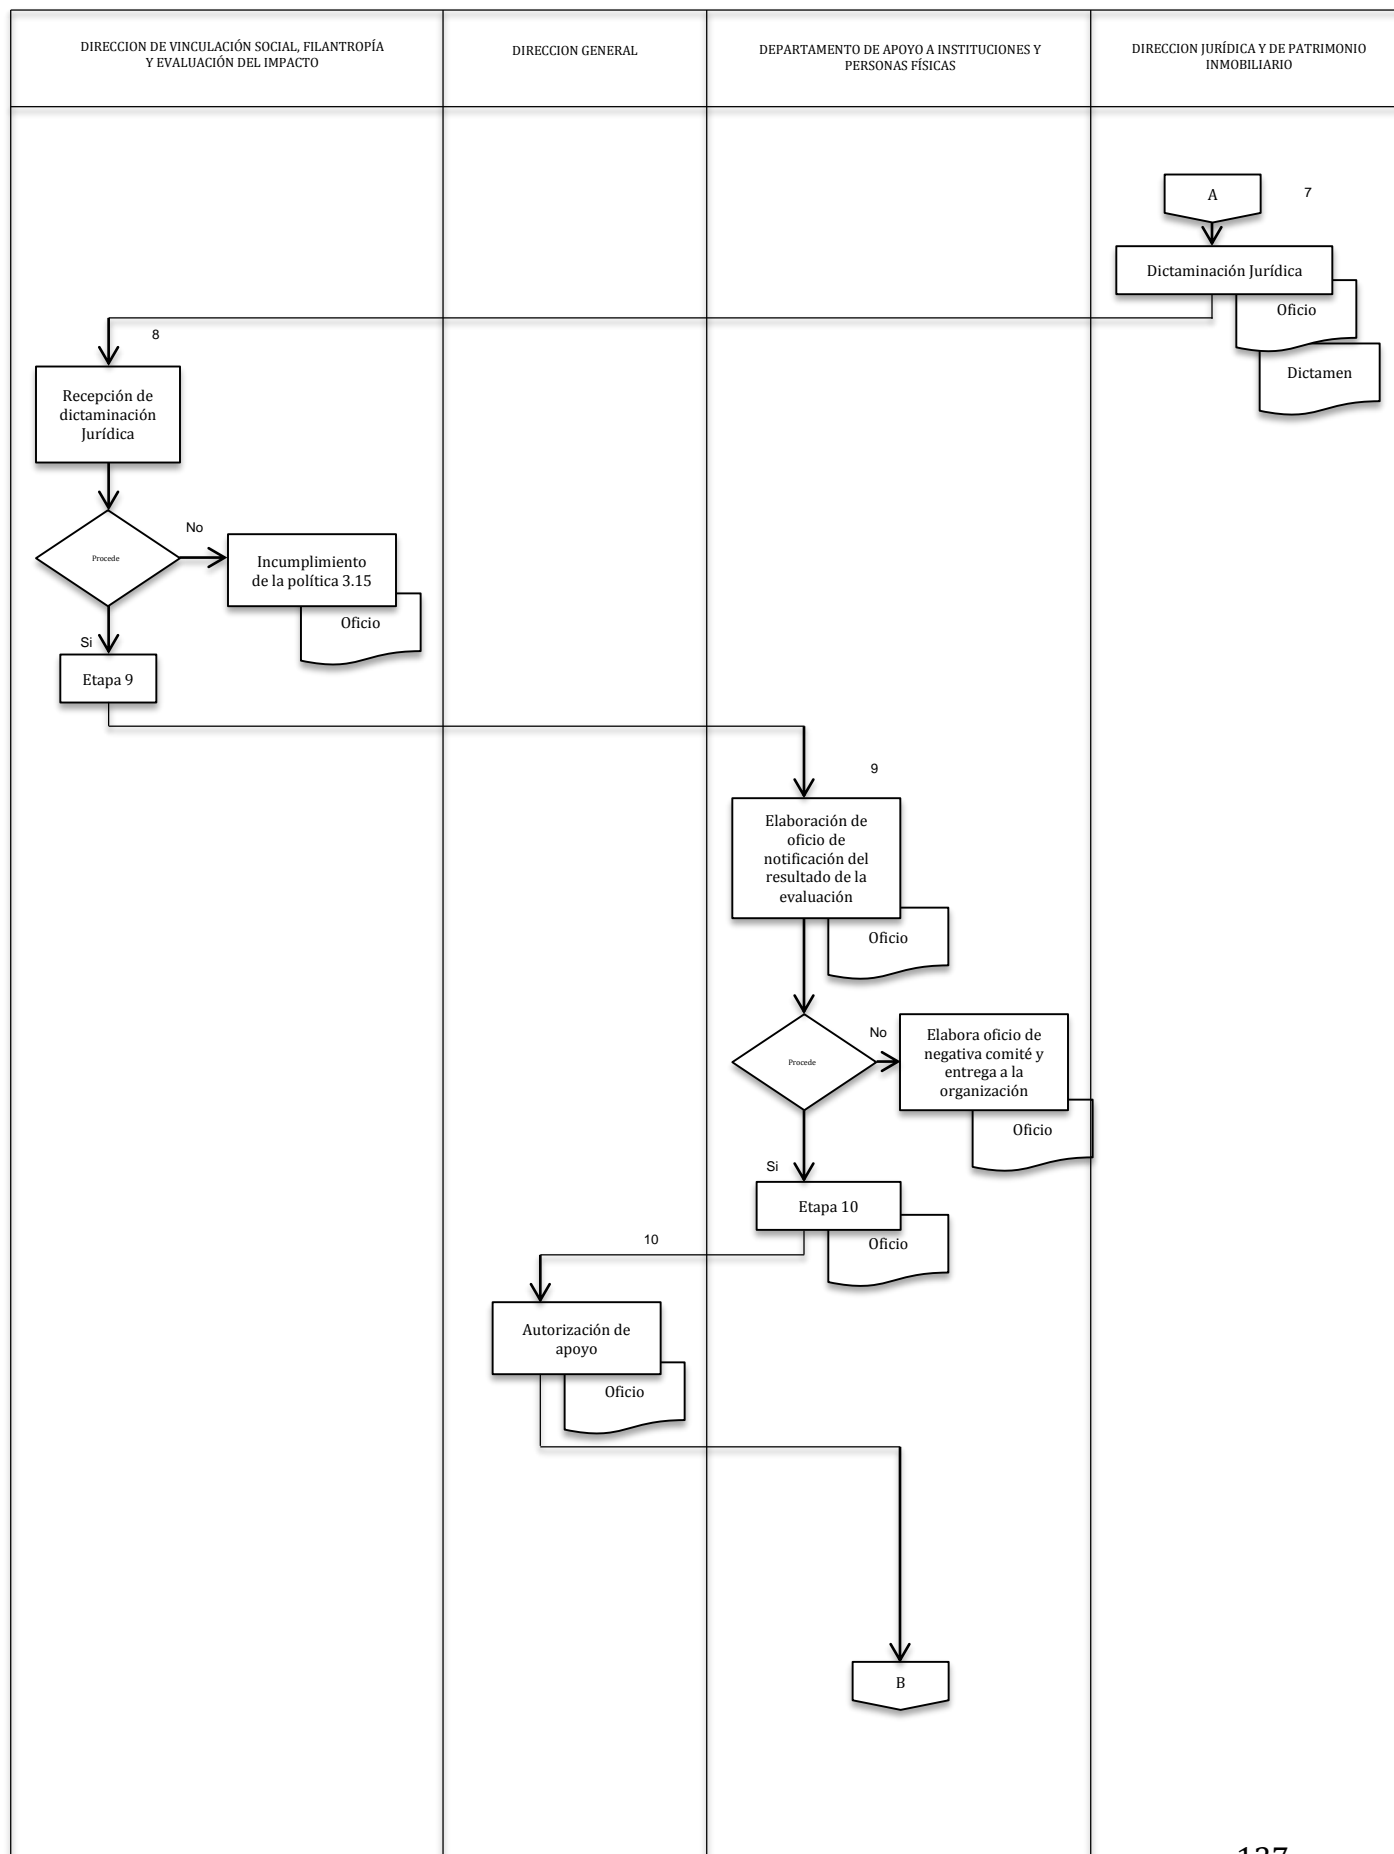 DIRECCION DE VINCULACIÓN SOCIAL, FILANTROPÍA
Y EVALUACIÓN DEL IMPACTO
DIRECCION GENERAL
DEPARTAMENTO DE APOYO A INSTITUCIONES Y
PERSONAS FÍSICAS
DIRECCION JURÍDICA Y DE PATRIMONIO
INMOBILIARIO
A
7
Dictaminación Jurídica
Oficio
Dictamen
8
Recepción de
dictaminación
Jurídica
Procede
No
Incumplimiento
de la política 3.15
Oficio
Si
Etapa 9
9
Elaboración de
oficio de
notificación del
resultado de la
evaluación
Oficio
Procede
No
Elabora oficio de
negativa comité y
entrega a la
organización
Oficio
Si
Etapa 10
Oficio
10
Autorización de
apoyo
Oficio
B